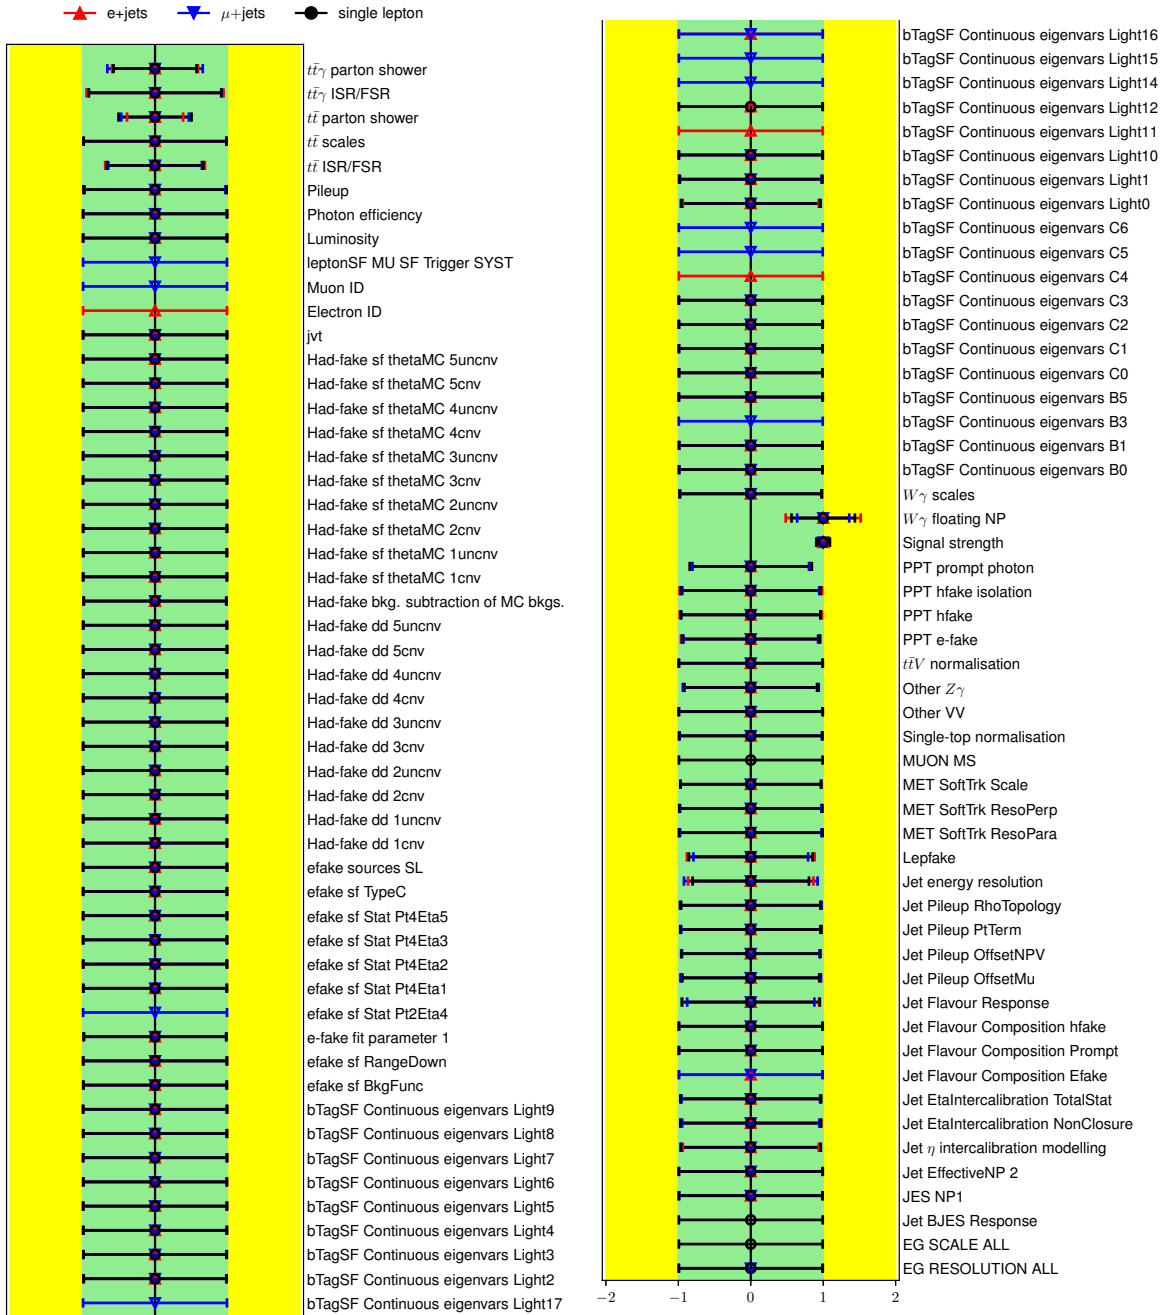 e+jets μ+jets single lepton
tt̄γ parton shower
tt̄γ ISR/FSR
tt̄ parton shower
tt̄ scales
tt̄ ISR/FSR
Pileup
Photon efficiency
Luminosity
leptonSF MU SF Trigger SYST
Muon ID
Electron ID
jvt
Had-fake sf thetaMC 5uncnv
Had-fake sf thetaMC 5cnv
Had-fake sf thetaMC 4uncnv
Had-fake sf thetaMC 4cnv
Had-fake sf thetaMC 3uncnv
Had-fake sf thetaMC 3cnv
Had-fake sf thetaMC 2uncnv
Had-fake sf thetaMC 2cnv
Had-fake sf thetaMC 1uncnv
Had-fake sf thetaMC 1cnv
Had-fake bkg. subtraction of MC bkgs.
Had-fake dd 5uncnv
Had-fake dd 5cnv
Had-fake dd 4uncnv
Had-fake dd 4cnv
Had-fake dd 3uncnv
Had-fake dd 3cnv
Had-fake dd 2uncnv
Had-fake dd 2cnv
Had-fake dd 1uncnv
Had-fake dd 1cnv
efake sources SL
efake sf TypeC
efake sf Stat Pt4Eta5
efake sf Stat Pt4Eta3
efake sf Stat Pt4Eta2
efake sf Stat Pt4Eta1
efake sf Stat Pt2Eta4
e-fake fit parameter 1
efake sf RangeDown
efake sf BkgFunc
bTagSF Continuous eigenvars Light9
bTagSF Continuous eigenvars Light8
bTagSF Continuous eigenvars Light7
bTagSF Continuous eigenvars Light6
bTagSF Continuous eigenvars Light5
bTagSF Continuous eigenvars Light4
bTagSF Continuous eigenvars Light3
bTagSF Continuous eigenvars Light2
bTagSF Continuous eigenvars Light17
bTagSF Continuous eigenvars Light16
bTagSF Continuous eigenvars Light15
bTagSF Continuous eigenvars Light14
bTagSF Continuous eigenvars Light12
bTagSF Continuous eigenvars Light11
bTagSF Continuous eigenvars Light10
bTagSF Continuous eigenvars Light1
bTagSF Continuous eigenvars Light0
bTagSF Continuous eigenvars C6
bTagSF Continuous eigenvars C5
bTagSF Continuous eigenvars C4
bTagSF Continuous eigenvars C3
bTagSF Continuous eigenvars C2
bTagSF Continuous eigenvars C1
bTagSF Continuous eigenvars C0
bTagSF Continuous eigenvars B5
bTagSF Continuous eigenvars B3
bTagSF Continuous eigenvars B1
bTagSF Continuous eigenvars B0
Wγ scales
Wγ floating NP
Signal strength
PPT prompt photon
PPT hfake isolation
PPT hfake
PPT e-fake
tt̄V normalisation
Other Zγ
Other VV
Single-top normalisation
MUON MS
MET SoftTrk Scale
MET SoftTrk ResoPerp
MET SoftTrk ResoPara
Lepfake
Jet energy resolution
Jet Pileup RhoTopology
Jet Pileup PtTerm
Jet Pileup OffsetNPV
Jet Pileup OffsetMu
Jet Flavour Response
Jet Flavour Composition hfake
Jet Flavour Composition Prompt
Jet Flavour Composition Efake
Jet EtaIntercalibration TotalStat
Jet EtaIntercalibration NonClosure
Jet η intercalibration modelling
Jet EffectiveNP 2
JES NP1
Jet BJES Response
EG SCALE ALL
EG RESOLUTION ALL
−2 −1 0 1 2